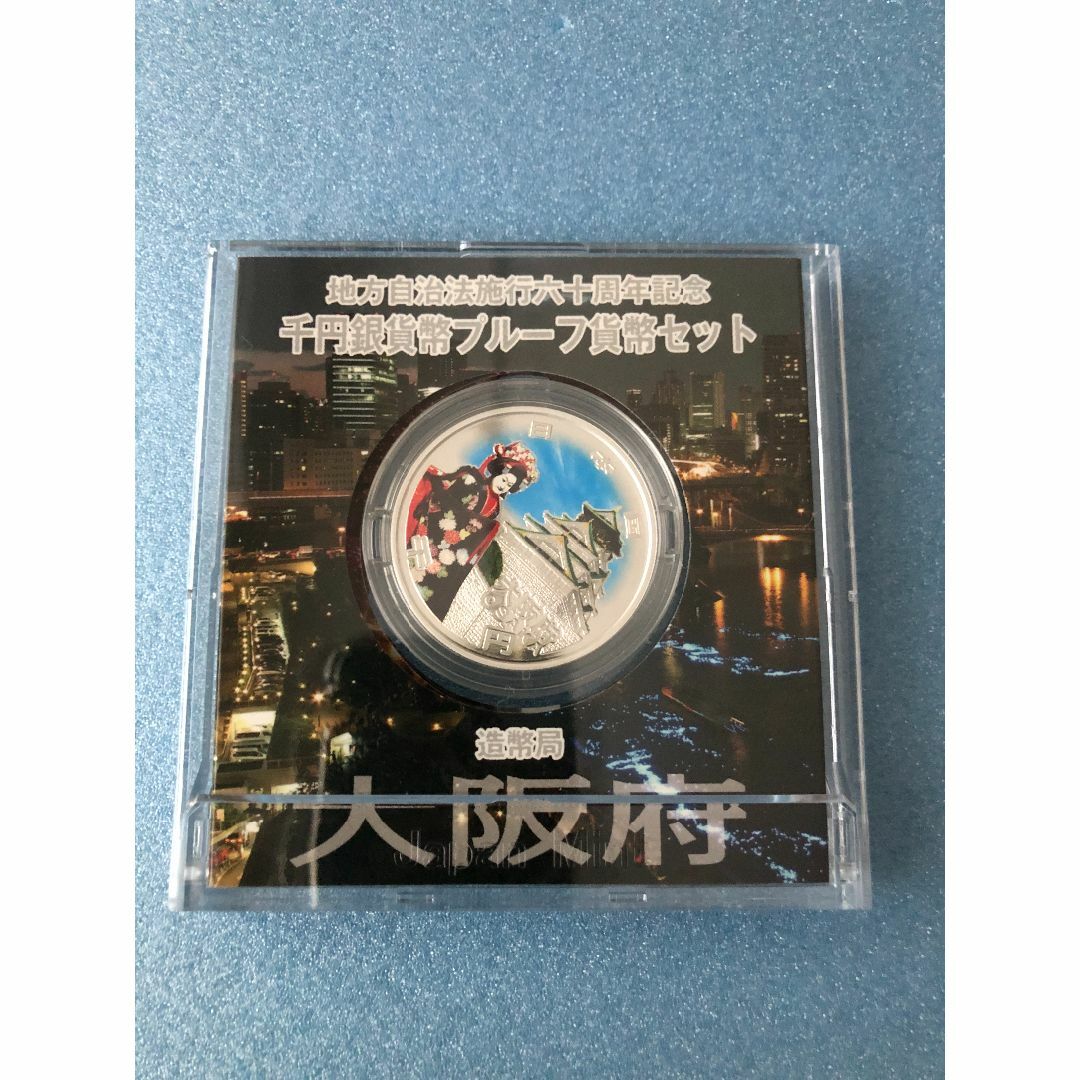 地方自治法施行六十周年記念
千円銀貨幣プルーフ貨幣セット
日本国
千円
造幣局
大阪府
Japan Mint